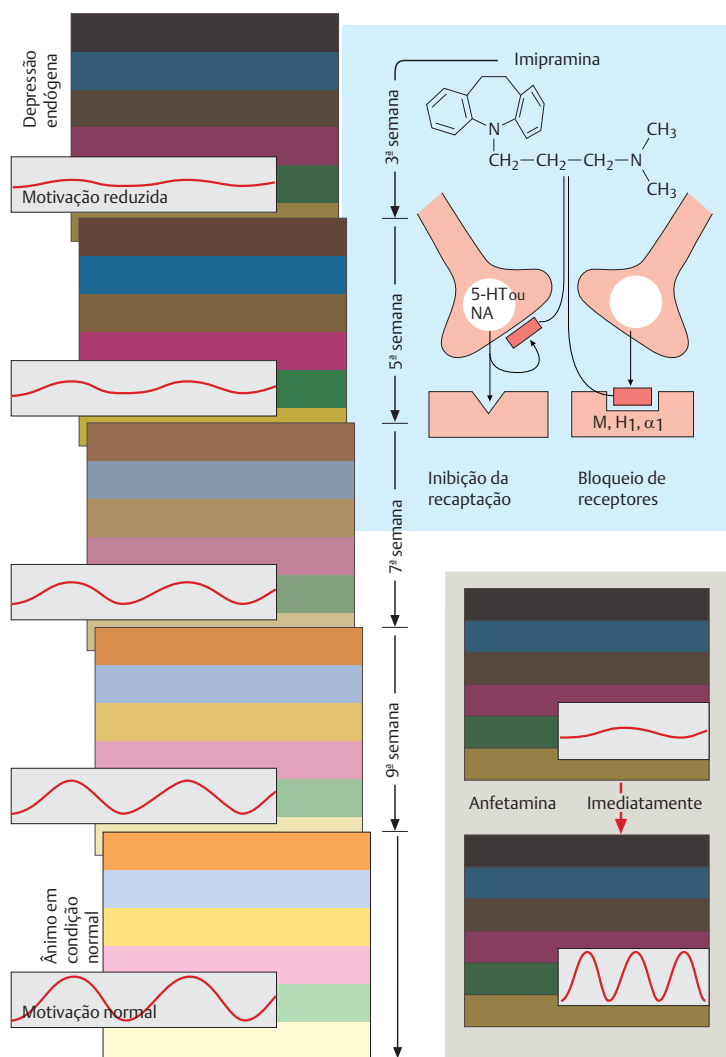 Depressão
endógena
Motivação reduzida
3ª semana
Imipramina
N
CH2–CH2–CH2–N
CH3
CH3
5-HT ou
NA
M, H1, α1
Inibição da
recaptação
Bloqueio de
receptores
5ª semana
7ª semana
9ª semana
Anfetamina
Imediatamente
Ânimo em
condição
normal
Motivação normal